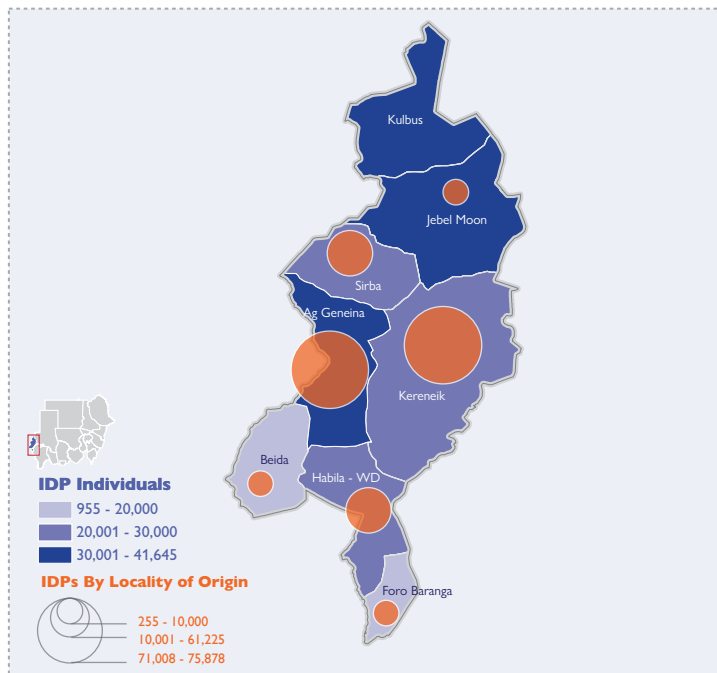 Kulbus
Jebel Moon
Sirba
Ag Geneina
Kereneik
Beida
Habila - WD
Foro Baranga
IDP Individuals
955 - 20,000
20,001 - 30,000
30,001 - 41,645
IDPs By Locality of Origin
255 - 10,000
10,001 - 61,225
71,008 - 75,878